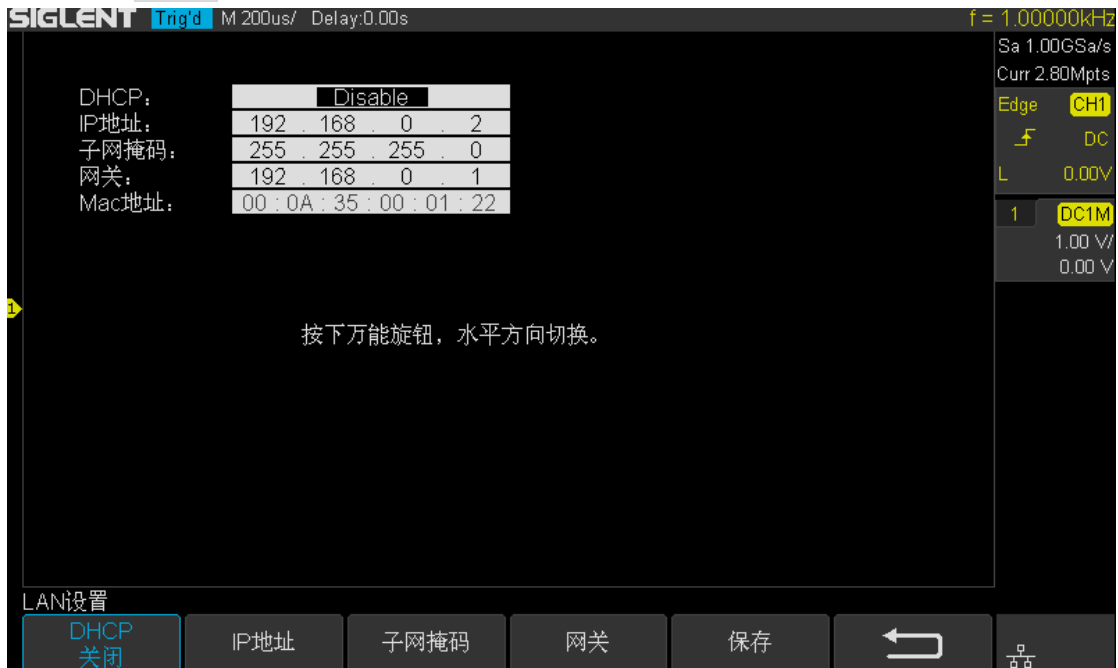 SIGLENT Trig'd M 200us/ Delay:0.00s f = 1.00000kHz
Sa 1.00GSa/s
Curr 2.80Mpts
DHCP： Disable
IP地址： 192 . 168 . 0 . 2
子网掩码： 255 . 255 . 255 . 0
网关： 192 . 168 . 0 . 1
Mac地址： 00 : 0A : 35 : 00 : 01 : 22
Edge CH1
DC
L 0.00V
1 DC1M
1.00 V/
0.00 V
1
按下万能旋钮，水平方向切换。
LAN设置
DHCP
关闭
IP地址
子网掩码
网关
保存